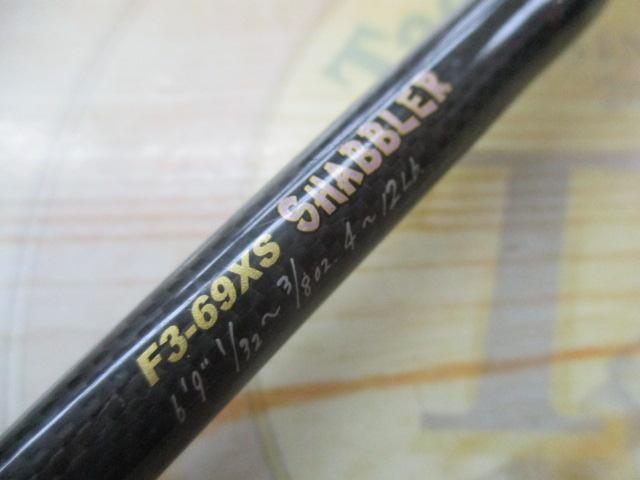 F3-69XS SHABBLER
6'9" 1/32~3/8oz. 4~12Lb